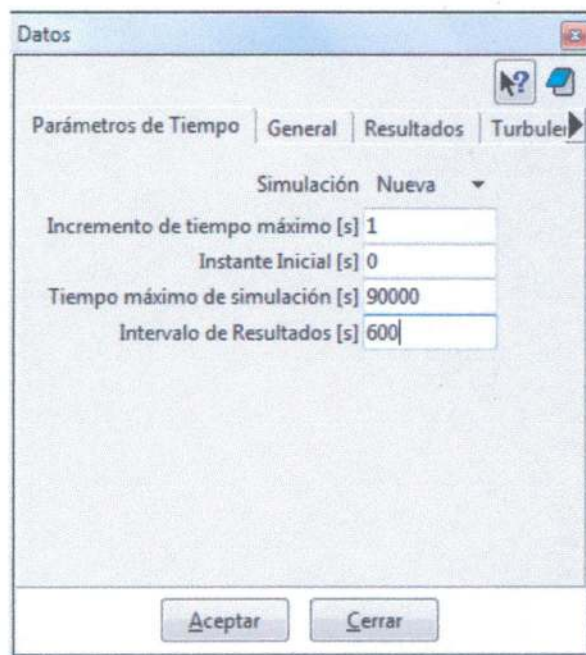 Datos
Parámetros de Tiempo General Resultados Turbulen
Simulación Nueva
Incremento de tiempo máximo [s] 1
Instante Inicial [s] 0
Tiempo máximo de simulación [s] 90000
Intervalo de Resultados [s] 600
Aceptar Cerrar